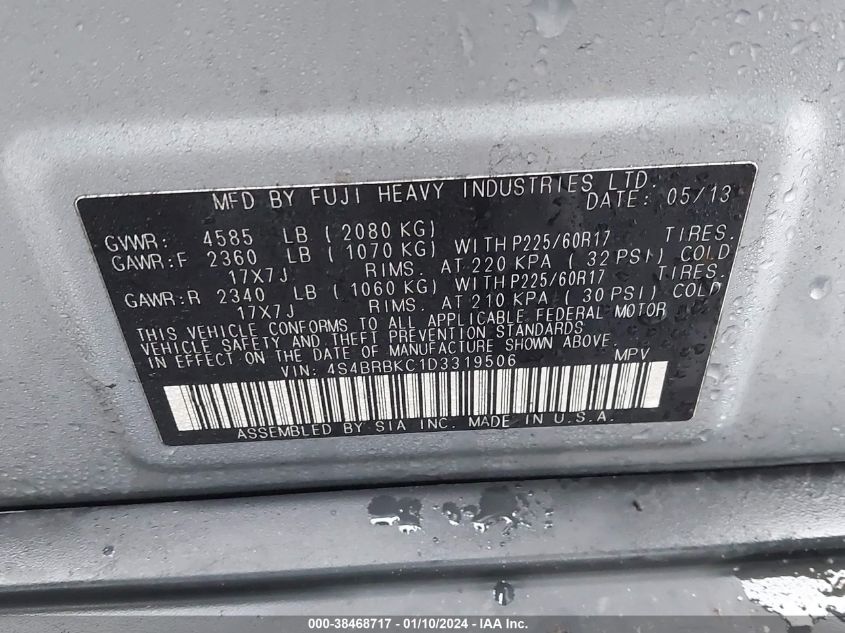 MFD BY FUJI HEAVY INDUSTRIES LTD.
DATE: 05/13
GVWR: 4585 LB ( 2080 KG)
GAWR:F 2360 LB ( 1070 KG) WITH P225/60R17 TIRES.
17X7J RIMS. AT 220 KPA ( 32 PSI) COLD
GAWR:R 2340 LB ( 1060 KG) WITH P225/60R17 TIRES.
17X7J RIMS. AT 210 KPA ( 30 PSI) COLD
THIS VEHICLE CONFORMS TO ALL APPLICABLE FEDERAL MOTOR
VEHICLE SAFETY AND THEFT PREVENTION STANDARDS
IN EFFECT ON THE DATE OF MANUFACTURE SHOWN ABOVE.
VIN: 4S4BRBKC1D3319506 MPV
ASSEMBLED BY SIA INC. MADE IN U.S.A.
000-38468717 - 01/10/2024 - IAA Inc.